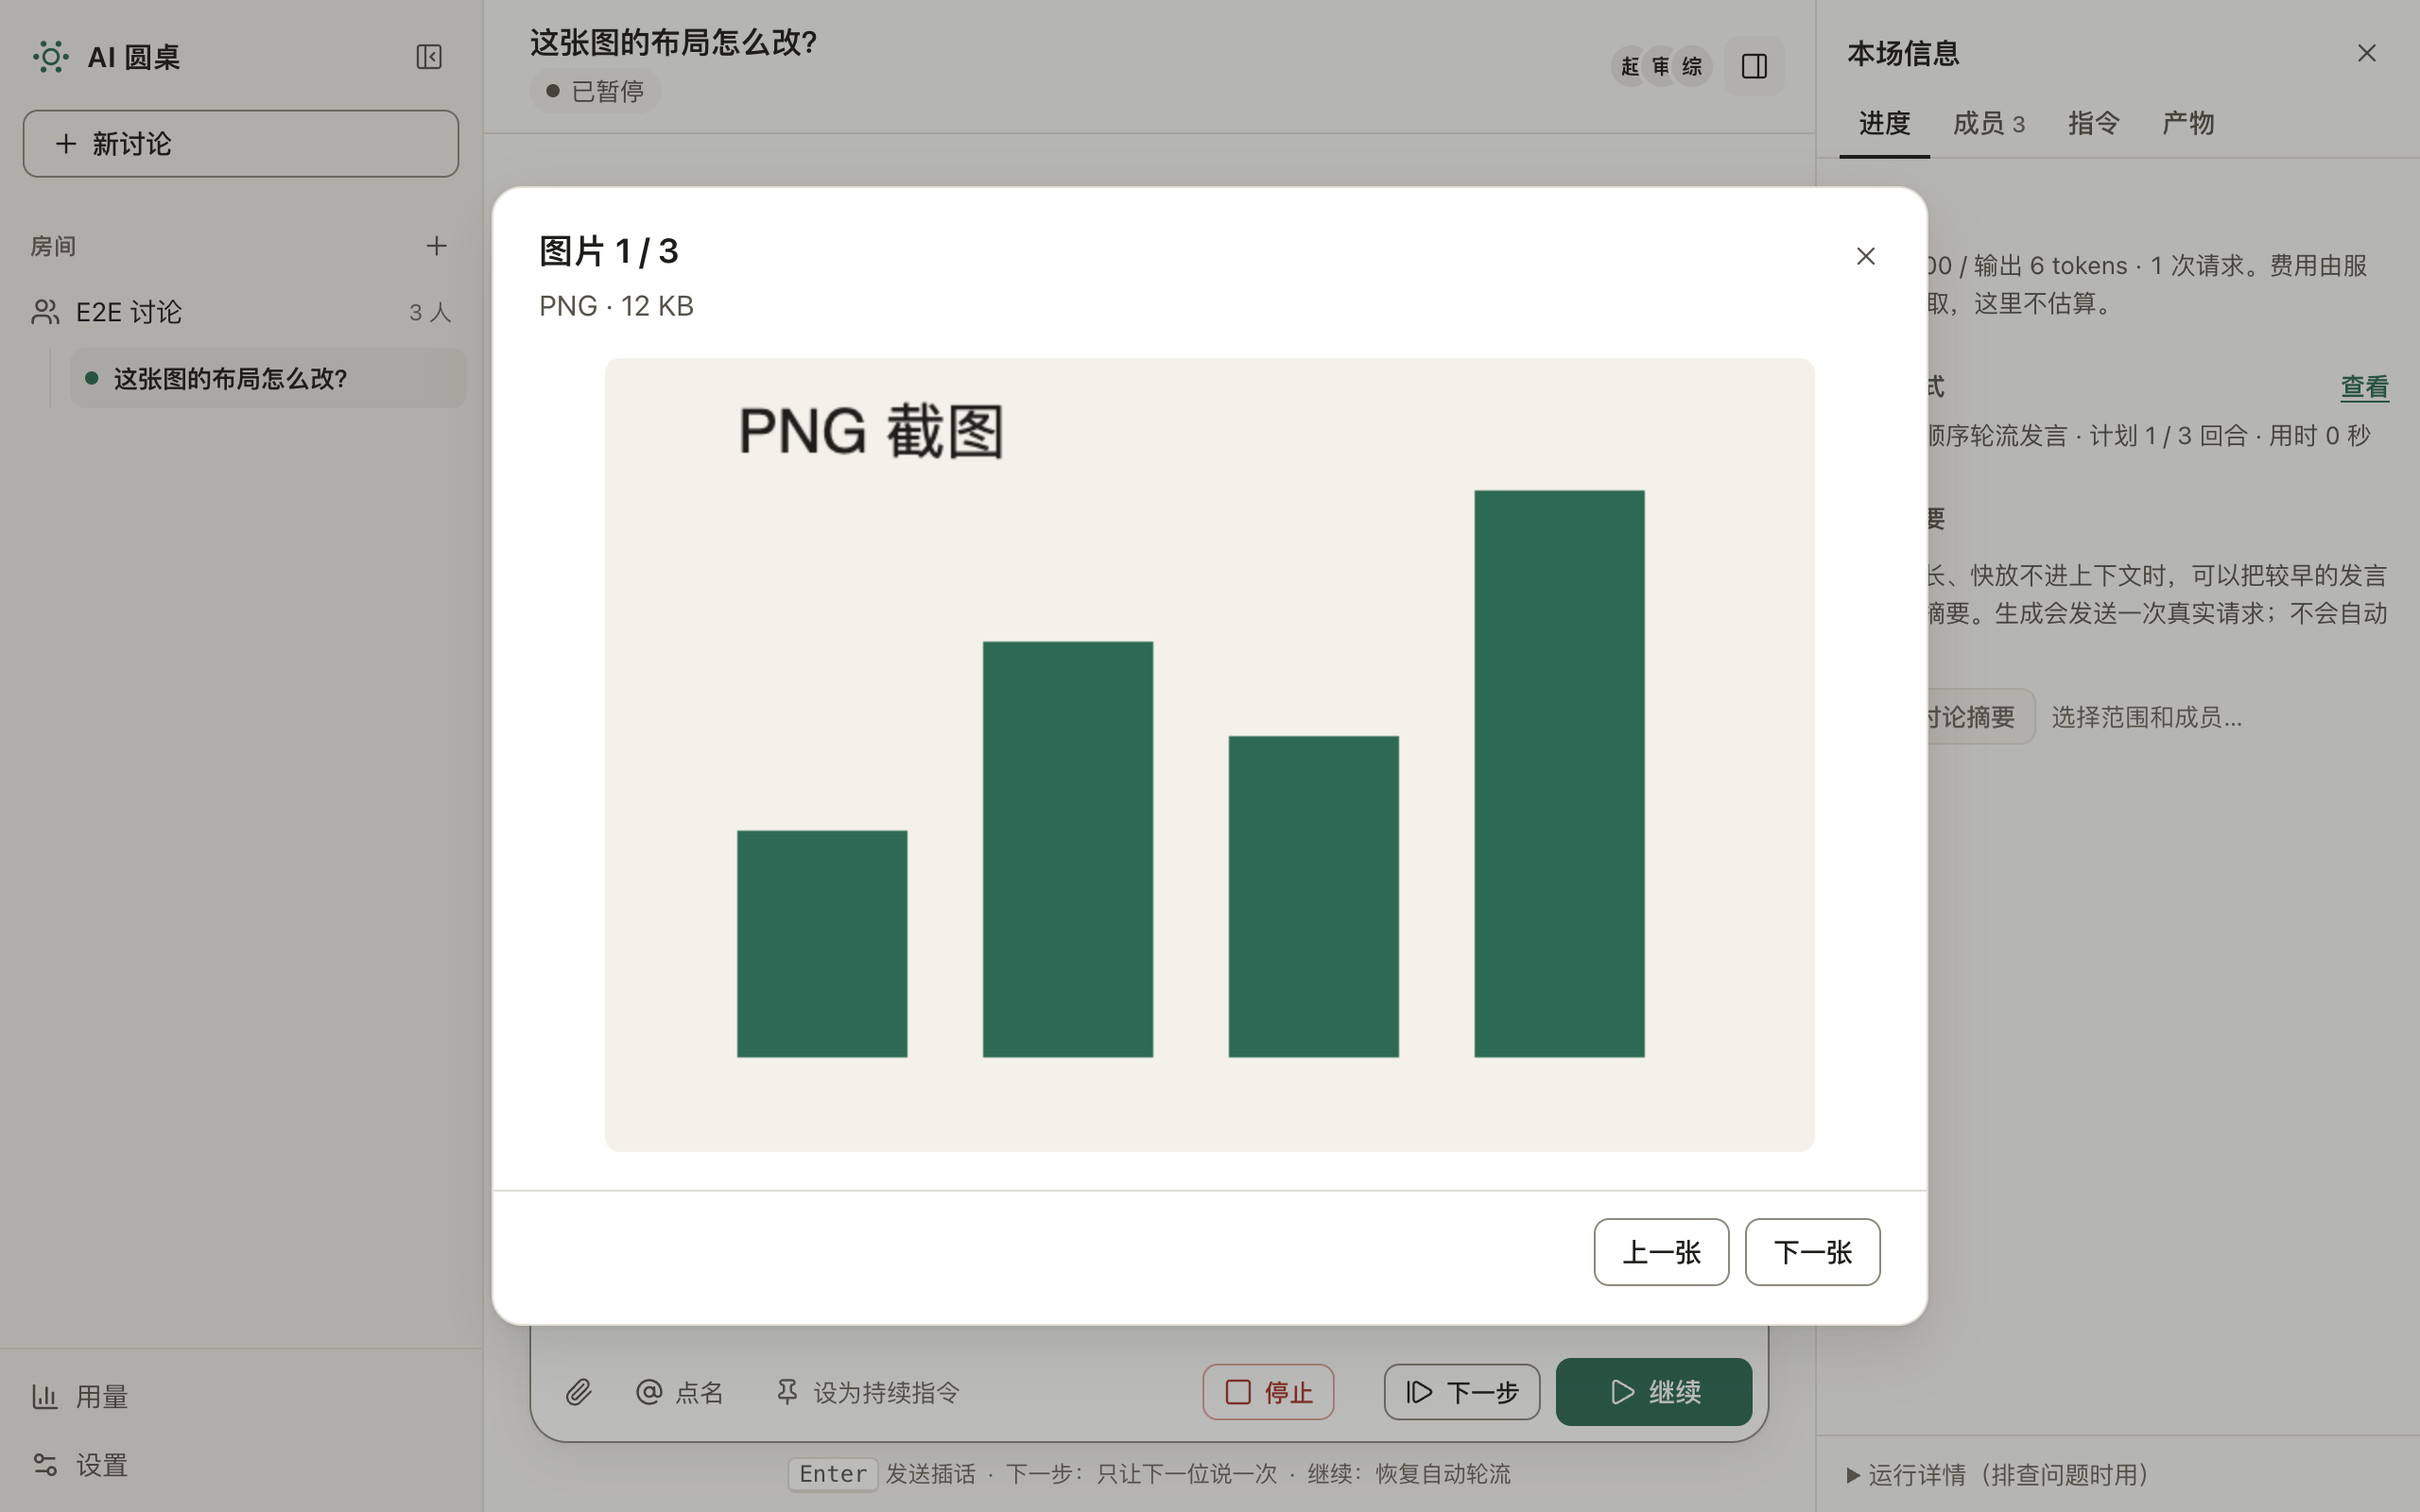 AI 圆桌
新讨论
房间
E2E 讨论
3 人
这张图的布局怎么改?
用量
设置
这张图的布局怎么改?
已暂停
起 审 综
图片 1 / 3
PNG · 12 KB
PNG 截图
上一张
下一张
点名
设为持续指令
停止
下一步
继续
Enter 发送插话 · 下一步：只让下一位说一次 · 继续：恢复自动轮流
本场信息
进度
成员 3
指令
产物
00 / 输出 6 tokens · 1 次请求。费用由服
取，这里不估算。
式
查看
顺序轮流发言 · 计划 1 / 3 回合 · 用时 0 秒
要
长、快放不进上下文时，可以把较早的发言
摘要。生成会发送一次真实请求；不会自动
讨论摘要
选择范围和成员...
运行详情（排查问题时用）